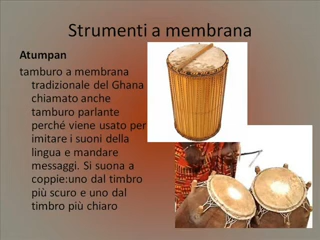 Strumenti a membrana
Atumpan
tamburo a membrana
tradizionale del Ghana
chiamato anche
tamburo parlante
perché viene usato per
imitare i suoni della
lingua e mandare
messaggi. Si suona a
coppie:uno dal timbro
più scuro e uno dal
timbro più chiaro